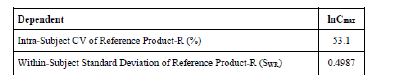 Dependent lnCmax
Intra-Subject CV of Reference Product-R (%) 53.1
Within-Subject Standard Deviation of Reference Product-R (SWR) 0.4987